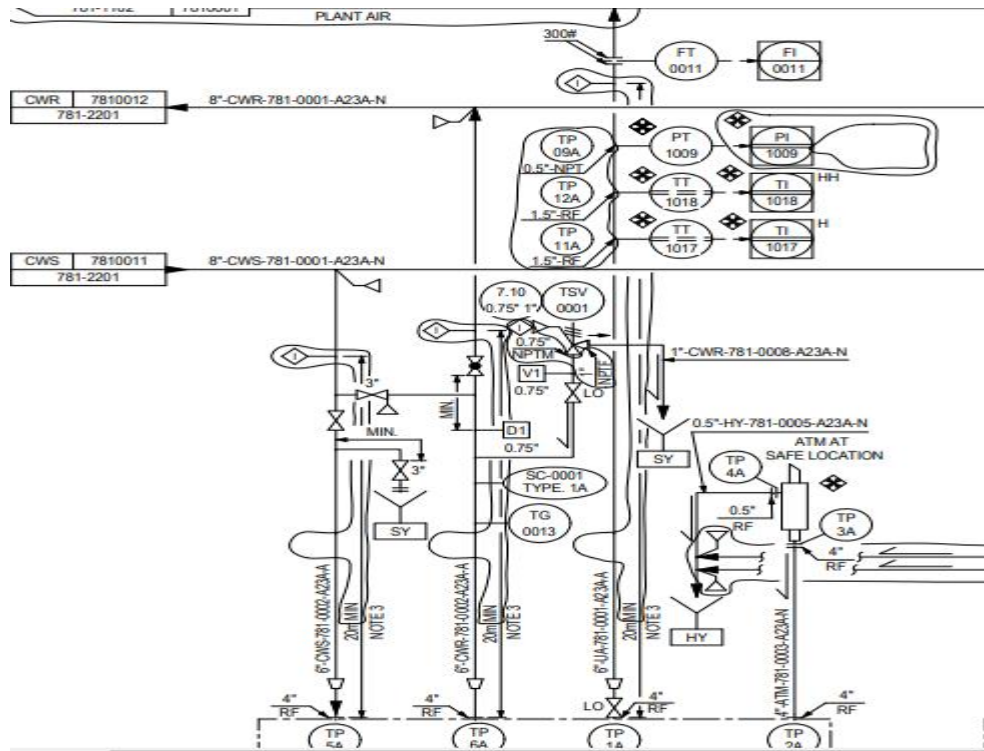 781-1102 7810001
PLANT AIR
300#
FT
0011
FI
0011
I
CWR 7810012
781-2201
8"-CWR-781-0001-A23A-N
TP
09A
0.5"-NPT
PT
1009
PI
1009
TP
12A
1.5"-RF
TT
1018
TI
1018
HH
TP
11A
1.5"-RF
TT
1017
TI
1017
H
CWS 7810011
781-2201
8"-CWS-781-0001-A23A-N
7.10
0.75" 1"
TSV
0001
I
I
I
0.75"
NPTM
1"
NPTF
V1
0.75"
LO
1"-CWR-781-0008-A23A-N
3"
MIN.
MIN.
D1
0.75"
3"
SY
SY
0.5"-HY-781-0005-A23A-N
ATM AT
SAFE LOCATION
SC-0001
TYPE. 1A
TG
0013
TP
4A
0.5"
RF
TP
3A
4"
RF
HY
6"-CWS-781-0002-A23A-A
20m MIN
NOTE 3
6"-CWR-781-0002-A23A-A
20m MIN
NOTE 3
6"-UA-781-0001-A23A-A
20m MIN
NOTE 3
4"-ATM-781-0003-A23A-N
4"
RF
4"
RF
LO
4"
RF
4"
RF
TP
5A
TP
6A
TP
1A
TP
2A